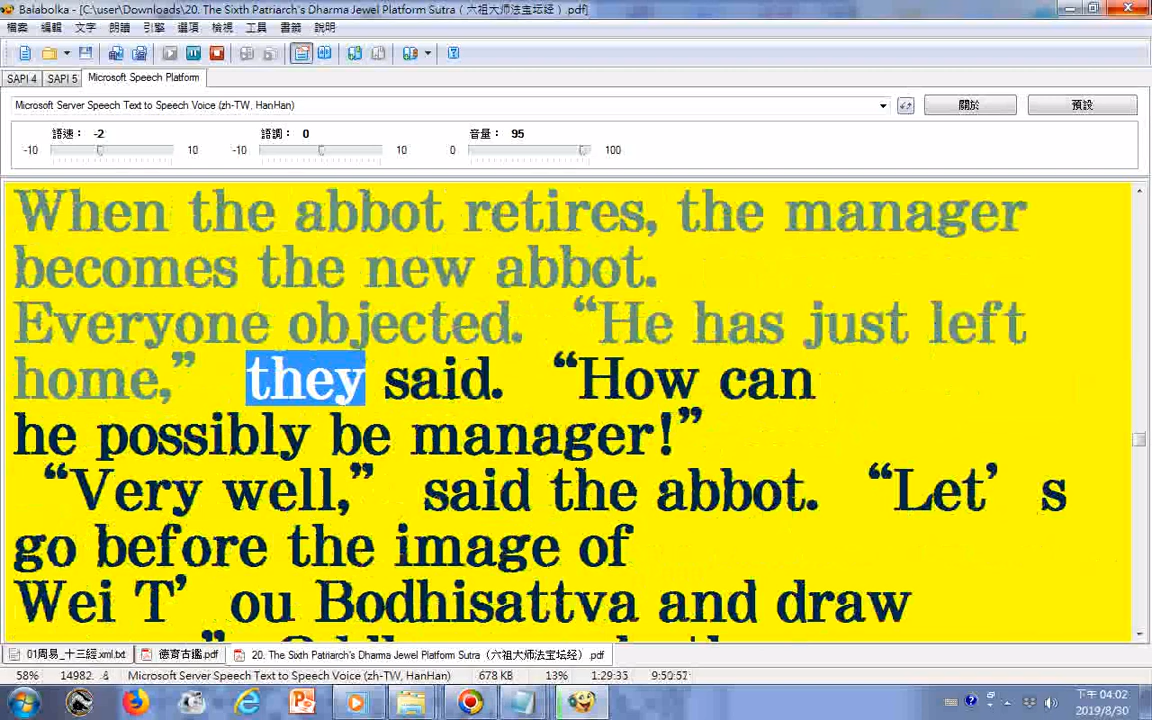 Balabolka - [C:\user\Downloads\20. The Sixth Patriarch's Dharma Jewel Platform Sutra（六祖大师法宝坛经）.pdf]
檔案 編輯 文字 朗讀 引擎 選項 檢視 工具 書籤 說明
SAPI 4 SAPI 5 Microsoft Speech Platform
Microsoft Server Speech Text to Speech Voice (zh-TW, HanHan) 關於 預設
語速： -2 語調： 0 音量： 95
-10 10 -10 10 0 100
When the abbot retires, the manager
becomes the new abbot.
Everyone objected. “He has just left
home,” they said. “How can
he possibly be manager!”
“Very well,” said the abbot. “Let’s
go before the image of
Wei T’ou Bodhisattva and draw
01周易_十三經.xml.txt 德育古鑑.pdf 20. The Sixth Patriarch's Dharma Jewel Platform Sutra（六祖大师法宝坛经）.pdf
58% Microsoft Server Speech Text to Speech Voice (zh-TW, HanHan) 678 KB 13% 1:29:35 9:50:52
下午 04:02
2019/8/30